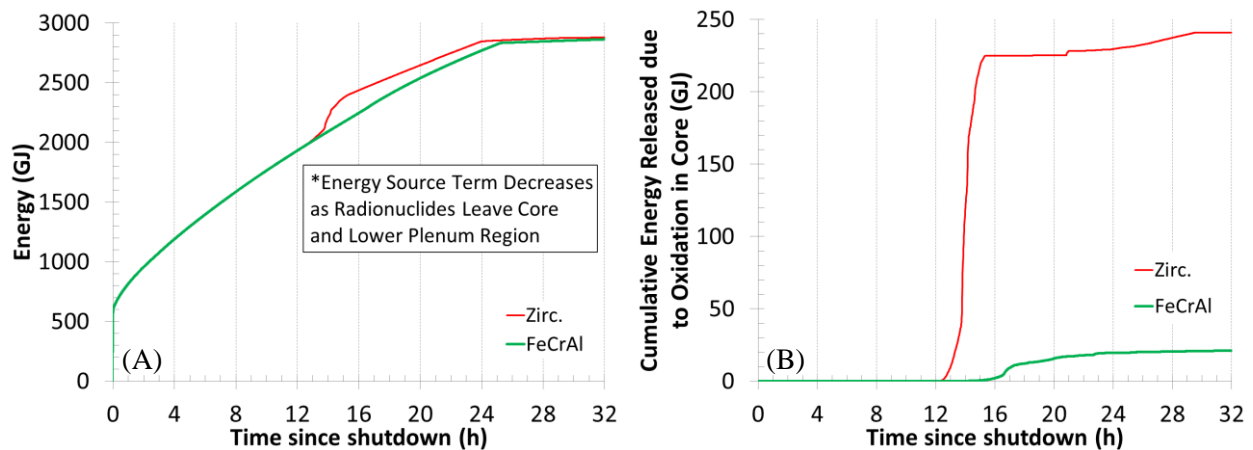 3000
2500
2000
1500
1000
500
0
Energy (GJ)
*Energy Source Term Decreases
as Radionuclides Leave Core
and Lower Plenum Region
Zirc.
FeCrAl
(A)
0 4 8 12 16 20 24 28 32
Time since shutdown (h)
250
200
150
100
50
0
Cumulative Energy Released due
to Oxidation in Core (GJ)
Zirc.
FeCrAl
(B)
0 4 8 12 16 20 24 28 32
Time since shutdown (h)